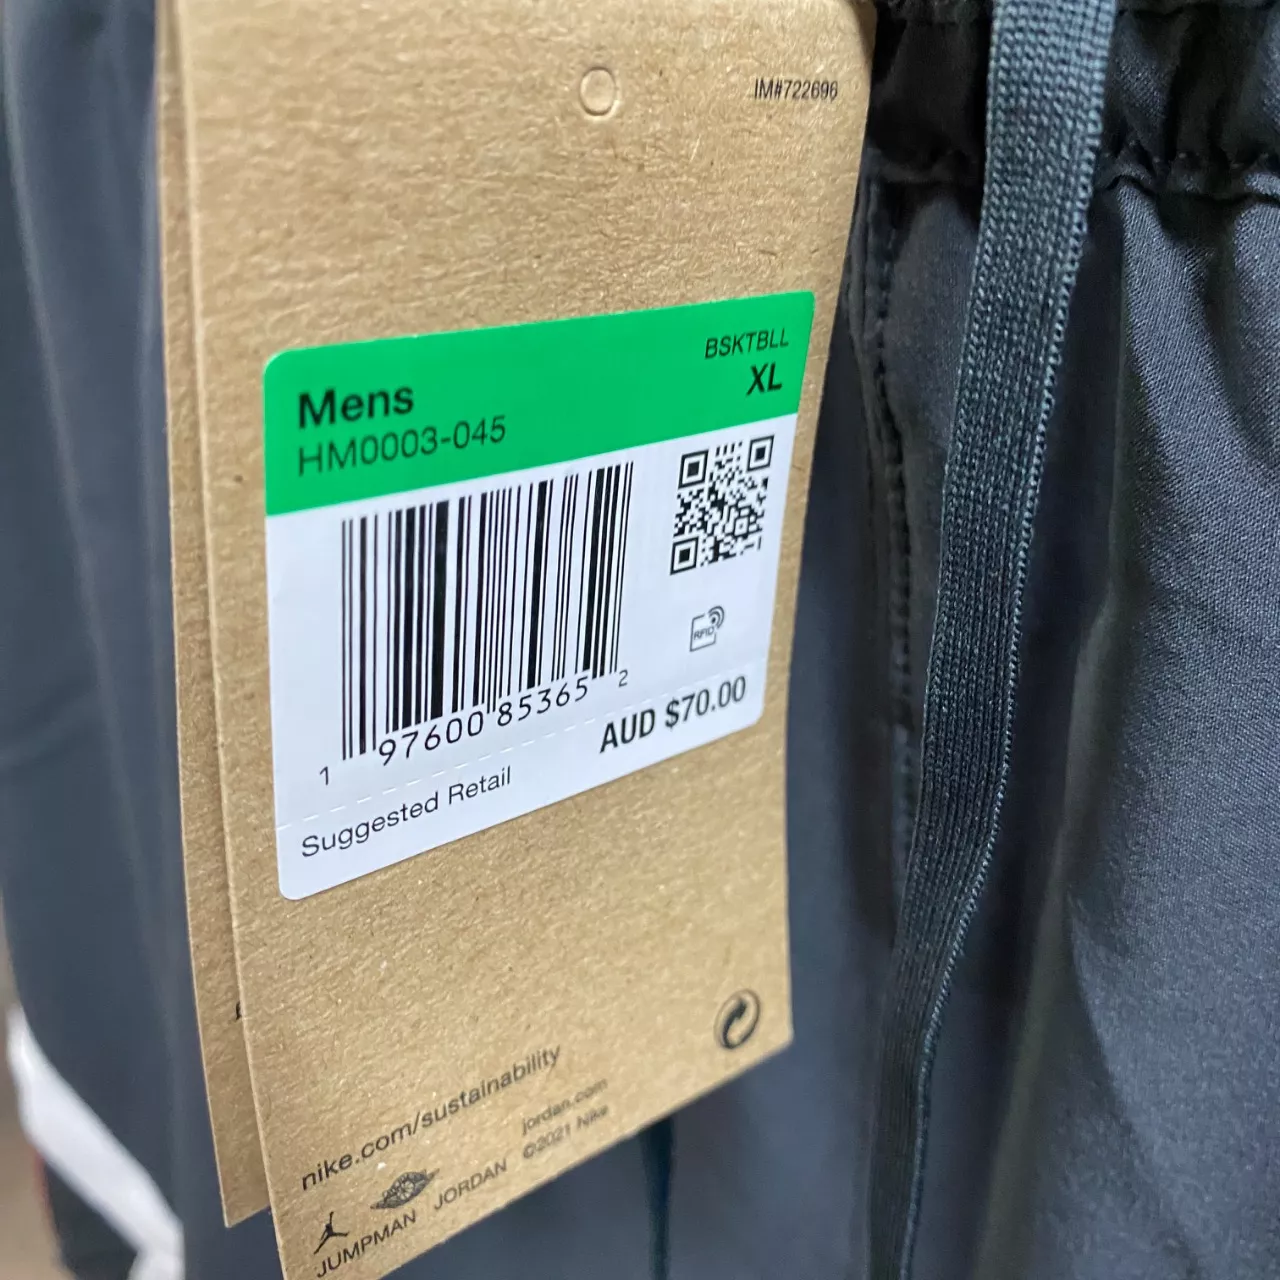 IM#722696
BSKTBLL
Mens
XL
HM0003-045
RFID
1 97600 85365 2
Suggested Retail
AUD $70.00
nike.com/sustainability
jordan.com
©2021 Nike
JUMPMAN
JORDAN